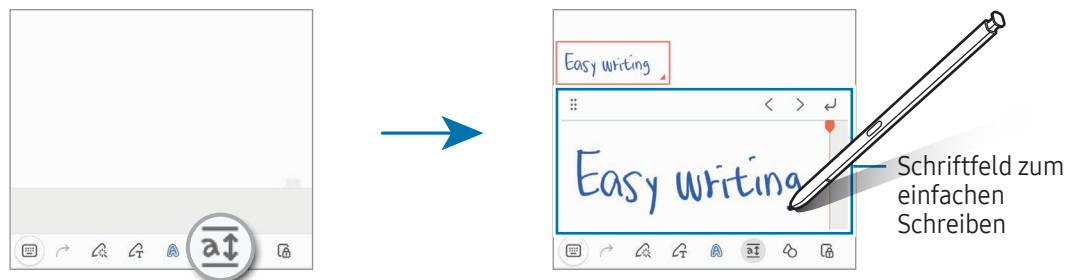 Easy writing
Easy writing
Schriftfeld zum
einfachen
Schreiben